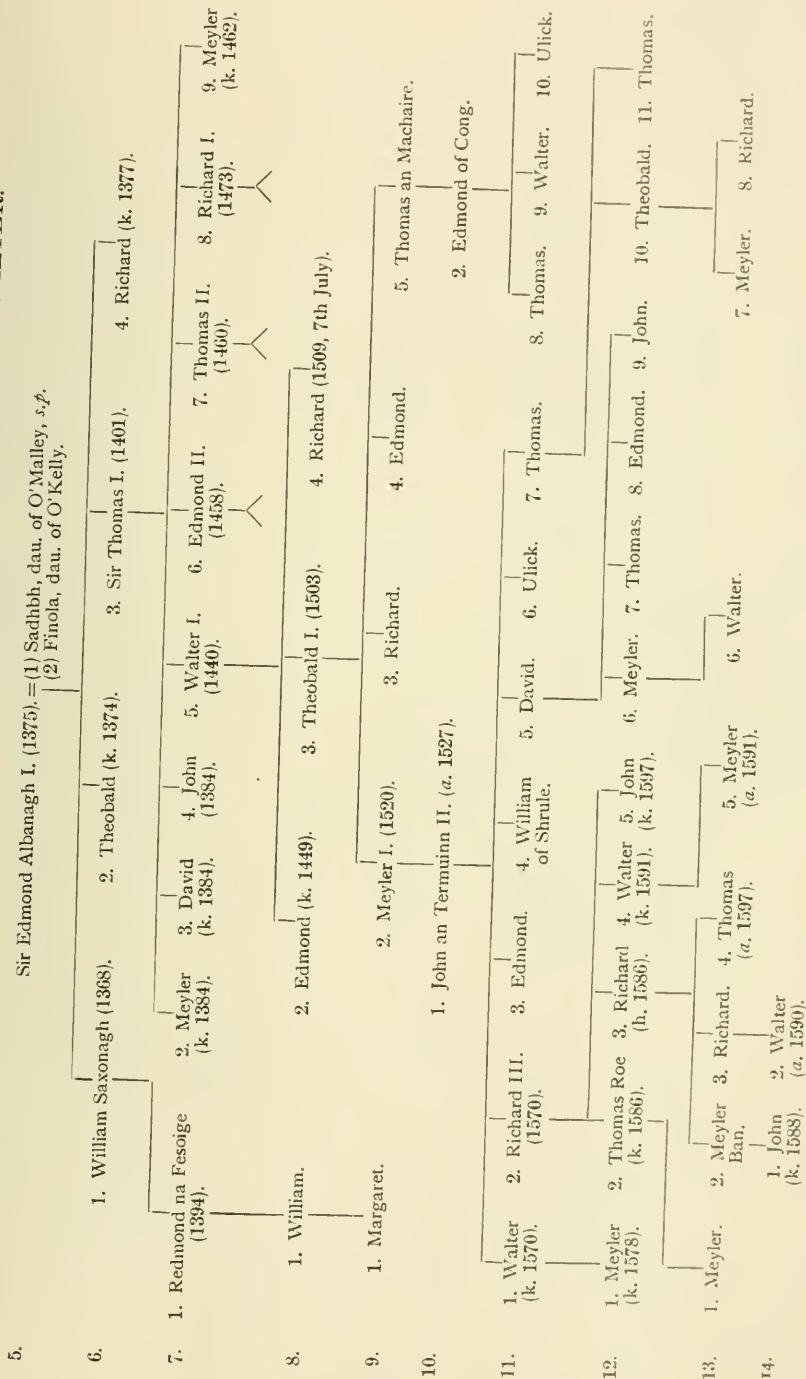 5.
Sir Edmond Albanagh I. (1375).=(1) Sadhbh, dau. of O'Malley, s.p.
(2) Finola, dau. of O'Kelly.
6.
1. William Saxonagh (1368).
2. Theobald (k. 1374).
3. Sir Thomas I. (1401).
4. Richard (k. 1377).
7.
1. Redmond na Fesoige
(1394).
2. Meyler
(k. 1384).
3. David
(k. 1384).
4. John
(1384).
5. Walter I.
(1440).
6. Edmond II.
(1458).
7. Thomas II.
(1460).
8. Richard I.
(1473).
9. Meyler
(k. 1462).
8.
1. William.
2. Edmond (k. 1449).
3. Theobald I. (1503).
4. Richard (1509, 7th July).
9.
1. Margaret.
2. Meyler I. (1520).
3. Richard.
4. Edmond.
5. Thomas an Machaire.
10.
1. John an Termuinn II. (a. 1527).
2. Edmond of Cong.
11.
1. Walter
(k. 1570).
2. Richard III.
(1570).
3. Edmond.
4. William
of Shrule.
5. David.
6. Ulick.
7. Thomas.
8. Thomas.
9. Walter.
10. Ulick.
12.
1. Meyler
(k. 1578).
2. Thomas Roe
(k. 1586).
3. Richard
(h. 1586).
4. Walter
(k. 1591).
5. John
(k. 1597).
6. Meyler.
7. Thomas.
8. Edmond.
9. John.
10. Theobald.
11. Thomas.
13.
1. Meyler.
2. Meyler
Ban.
3. Richard.
4. Thomas
(a. 1597).
5. Meyler
(a. 1591).
6. Walter.
7. Meyler.
8. Richard.
14.
1. John
(k. 1588).
2. Walter
(a. 1590).